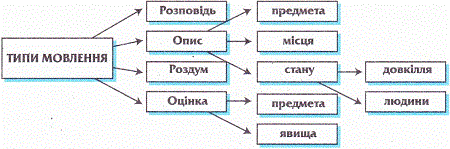 ТИПИ МОВЛЕННЯ
Розповідь
Опис
предмета
місця
стану
довкілля
людини
Роздум
Оцінка
предмета
явища